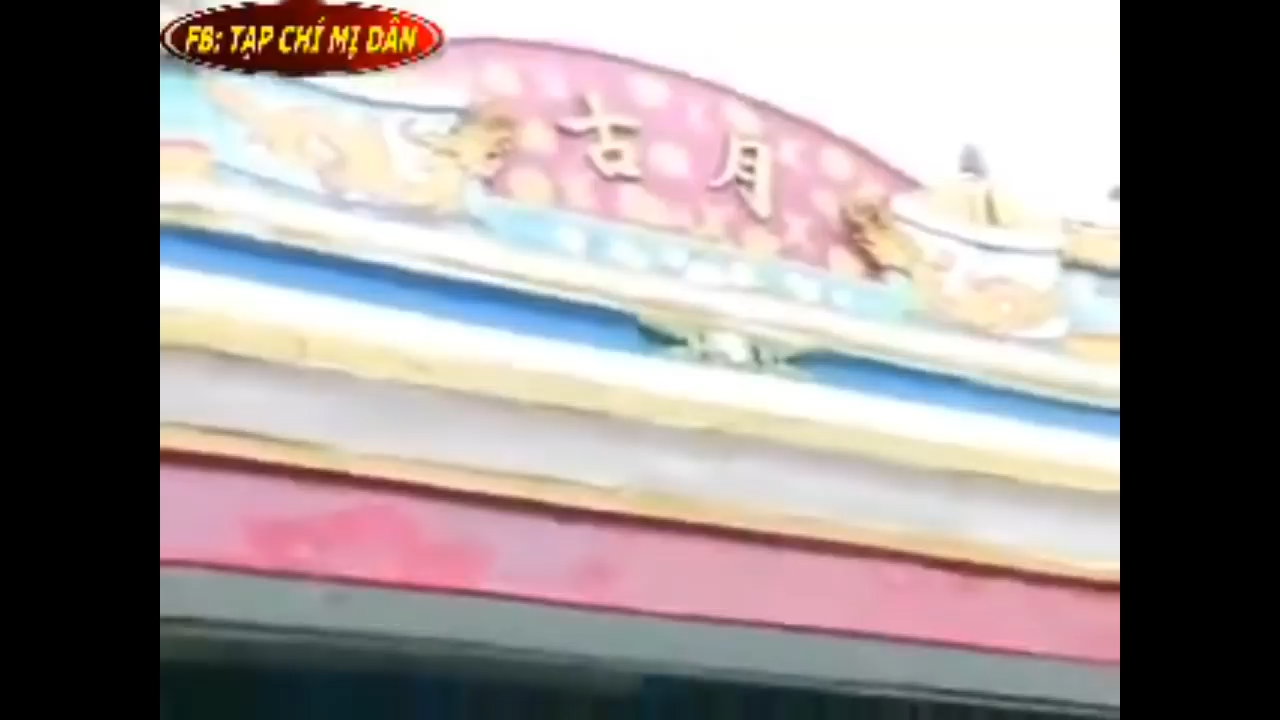 FB: TẠP CHÍ MỊ DÂN
古月